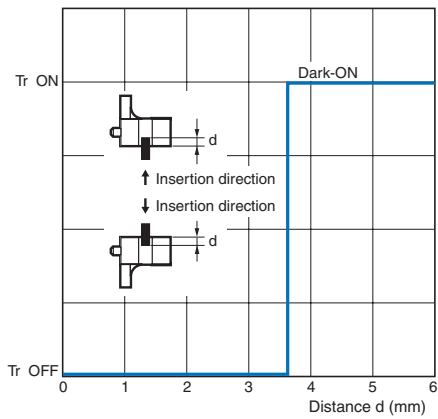 Dark-ON
Tr ON
d
Insertion direction
Insertion direction
d
Tr OFF
0 1 2 3 4 5 6
Distance d (mm)